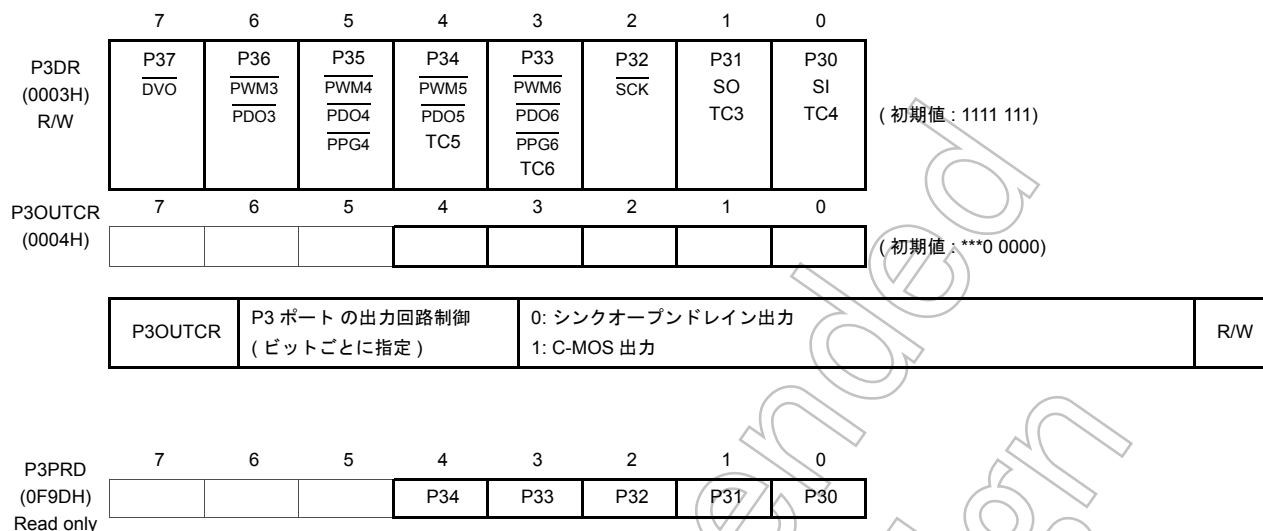 7 6 5 4 3 2 1 0
P3DR (0003H) R/W
P37 P36 P35 P34 P33 P32 P31 P30
DVO PWM3 PWM4 PWM5 PWM6 SCK SO SI
PDO3 PDO4 PDO5 PDO6 TC3 TC4
PPG4 TC5 PPG6
TC6
( 初期値 : 1111 111)
P3OUTCR (0004H)
7 6 5 4 3 2 1 0
( 初期値 : ***0 0000)
P3OUTCR
P3 ポート の出力回路制御
( ビットごとに指定 )
0: シンクオープンドレイン出力
1: C-MOS 出力
R/W
P3PRD (0F9DH) Read only
7 6 5 4 3 2 1 0
P34 P33 P32 P31 P30
ended
gn